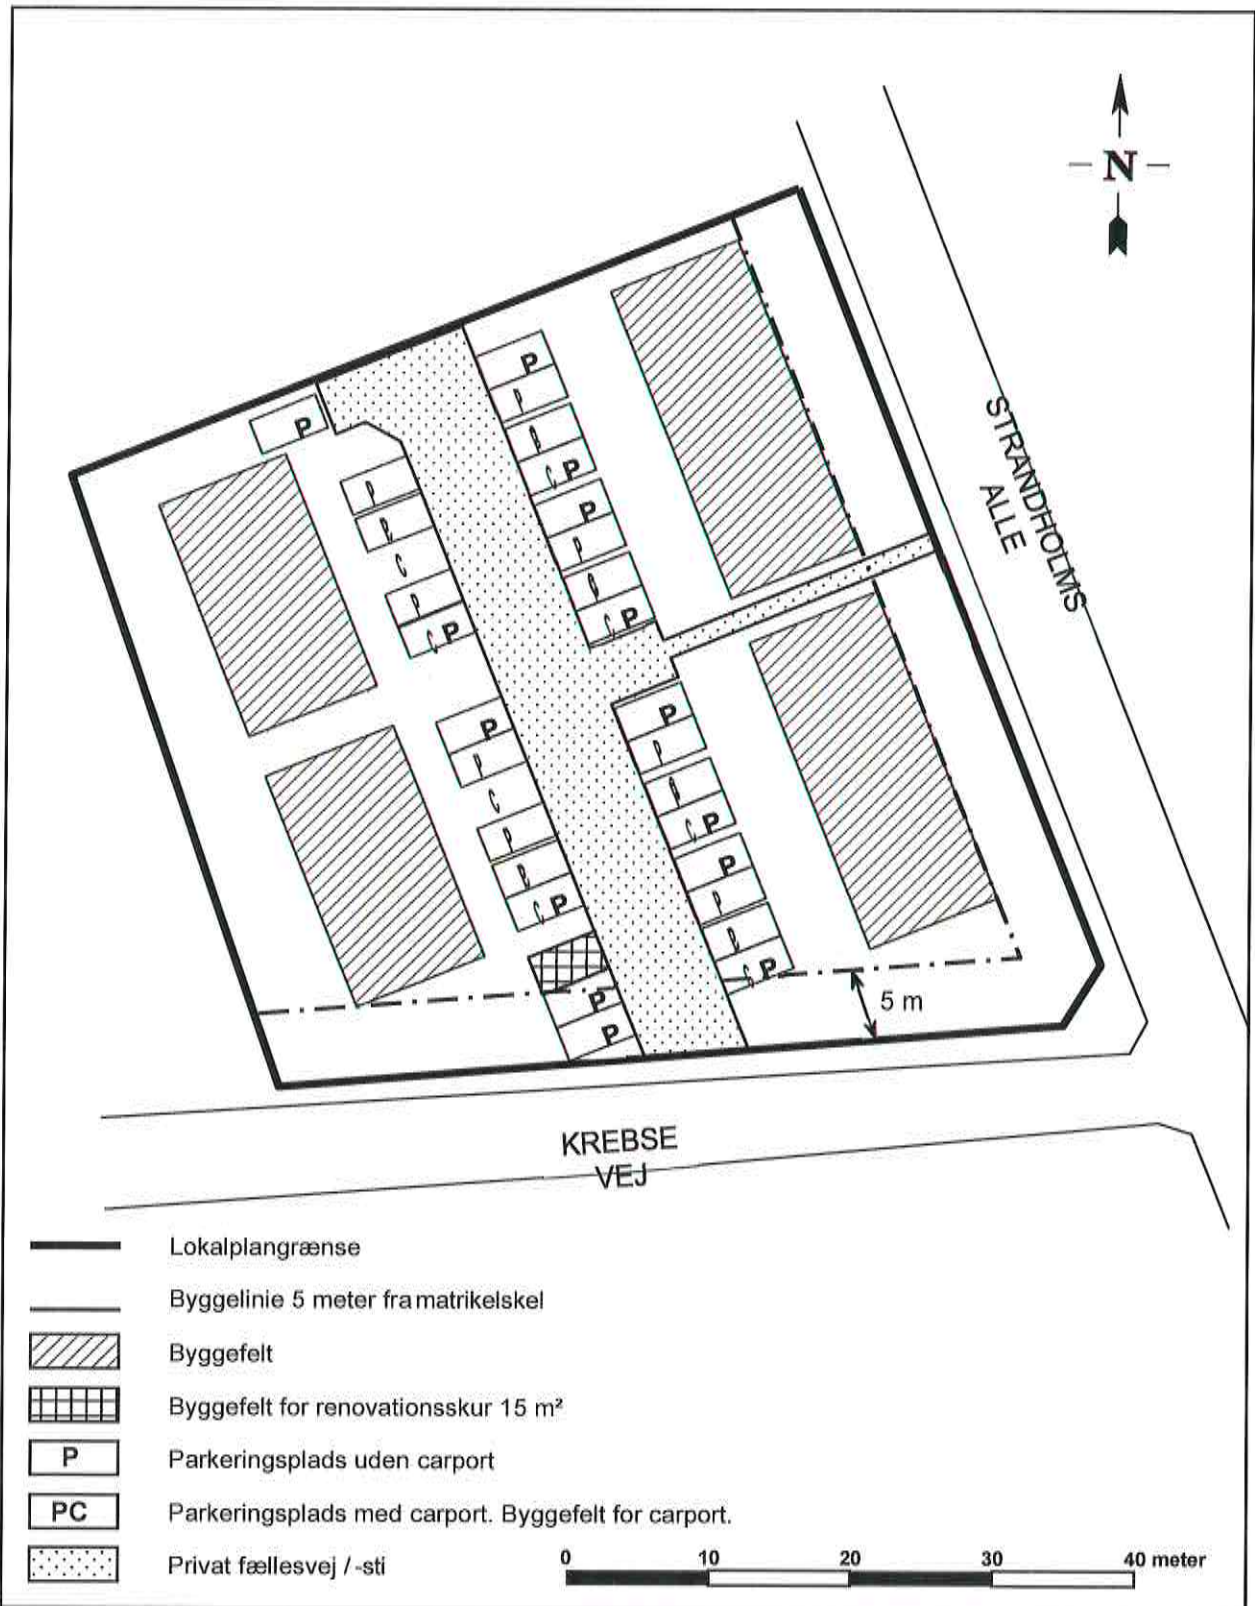 N
STRANDHOLMS
ALLE
P
P
P
P
P
P
C P
P
P
C
P
P
P
C P
C P
P
P
P
P
C
P
C P
P
P
C P
P
P
P
C P
P
P
5 m
KREBSE
VEJ
Lokalplangrænse
Byggelinie 5 meter fra matrikelskel
Byggefelt
Byggefelt for renovationsskur 15 m²
P Parkeringsplads uden carport
PC Parkeringsplads med carport. Byggefelt for carport.
Privat fællesvej / -sti
0 10 20 30 40 meter